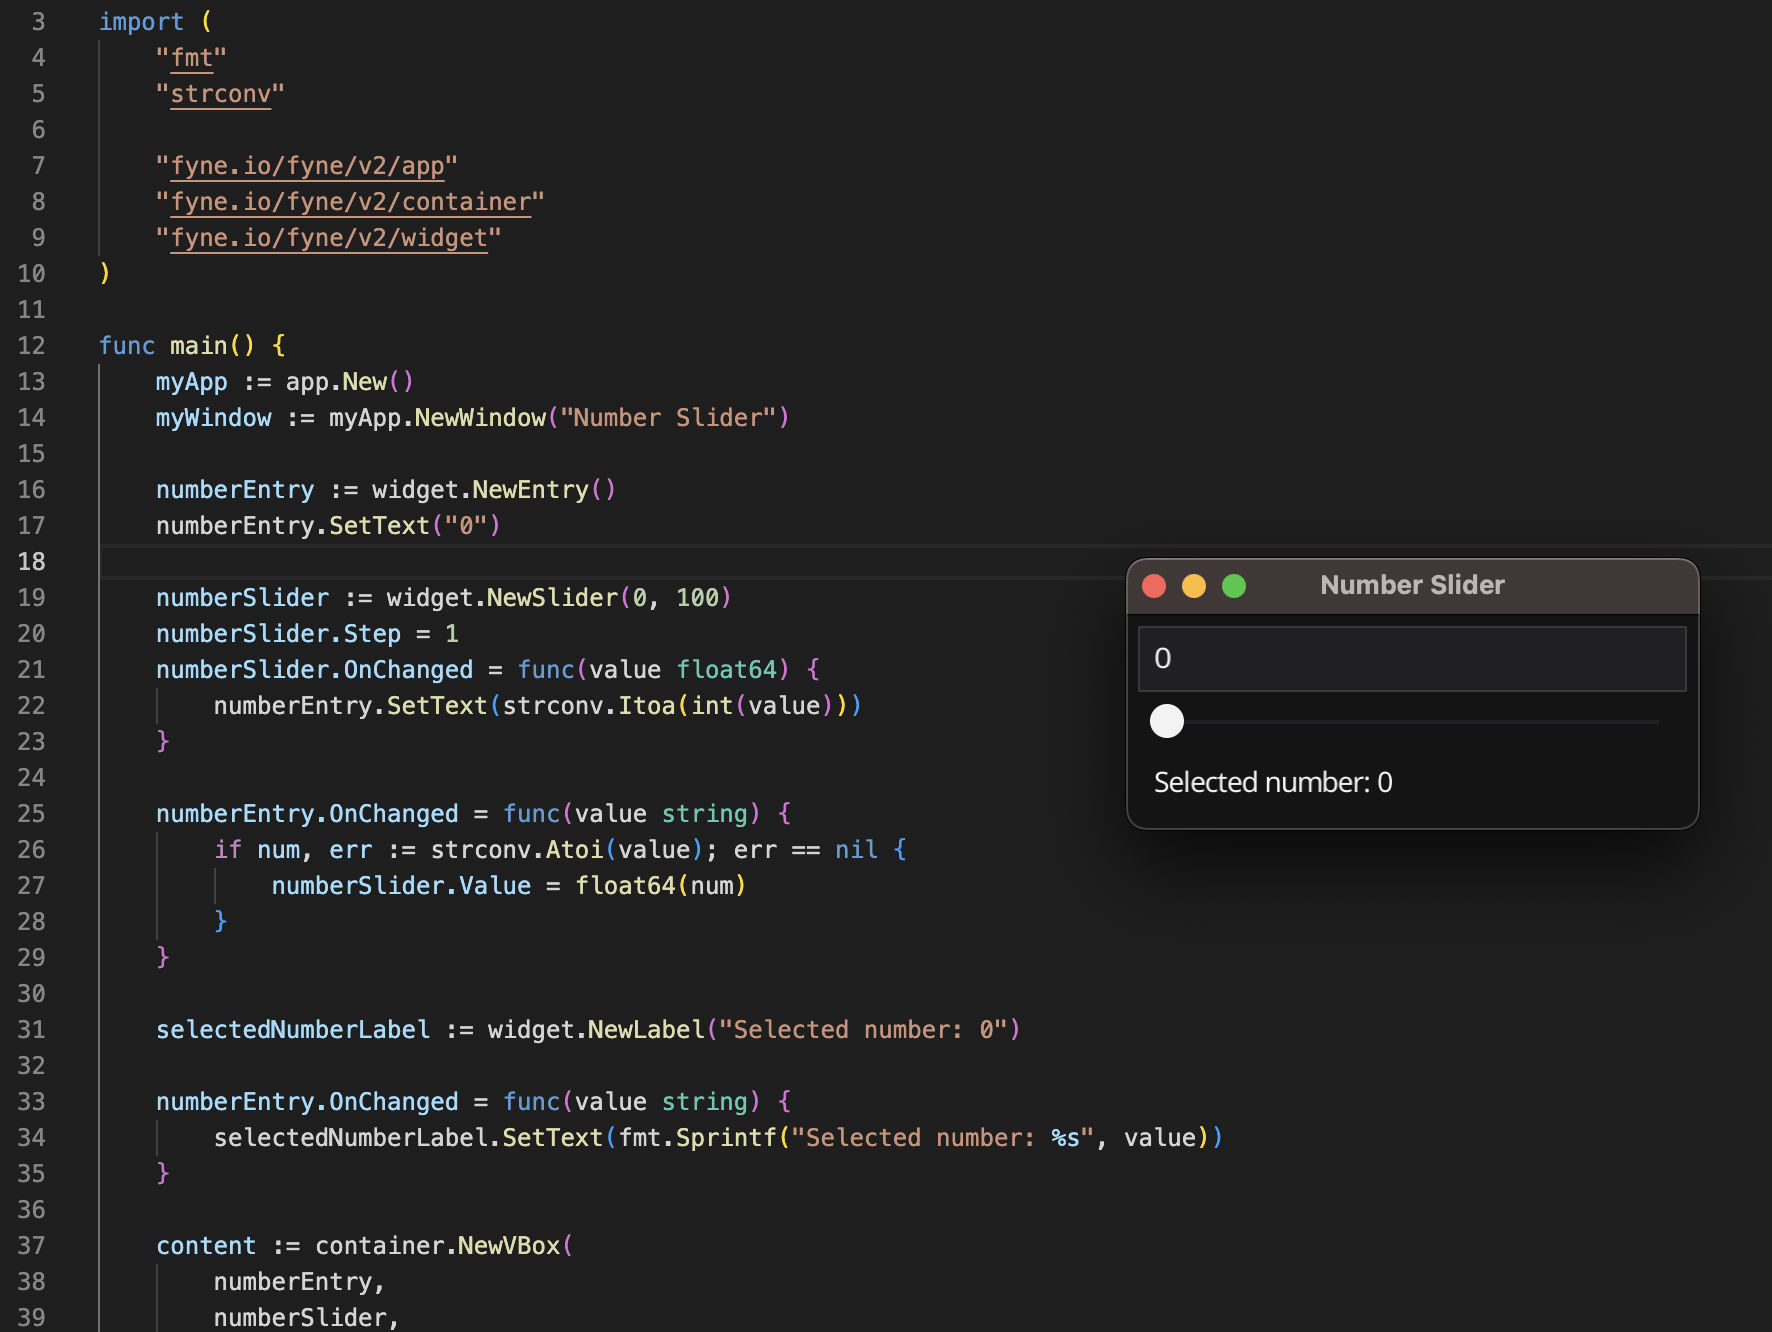 3 import (
4     "fmt"
5     "strconv"
6
7     "fyne.io/fyne/v2/app"
8     "fyne.io/fyne/v2/container"
9     "fyne.io/fyne/v2/widget"
10 )
11
12 func main() {
13     myApp := app.New()
14     myWindow := myApp.NewWindow("Number Slider")
15
16     numberEntry := widget.NewEntry()
17     numberEntry.SetText("0")
18
19     numberSlider := widget.NewSlider(0, 100)
20     numberSlider.Step = 1
21     numberSlider.OnChanged = func(value float64) {
22         numberEntry.SetText(strconv.Itoa(int(value)))
23     }
24
25     numberEntry.OnChanged = func(value string) {
26         if num, err := strconv.Atoi(value); err == nil {
27             numberSlider.Value = float64(num)
28         }
29     }
30
31     selectedNumberLabel := widget.NewLabel("Selected number: 0")
32
33     numberEntry.OnChanged = func(value string) {
34         selectedNumberLabel.SetText(fmt.Sprintf("Selected number: %s", value))
35     }
36
37     content := container.NewVBox(
38         numberEntry,
39         numberSlider,
Number Slider
0
Selected number: 0